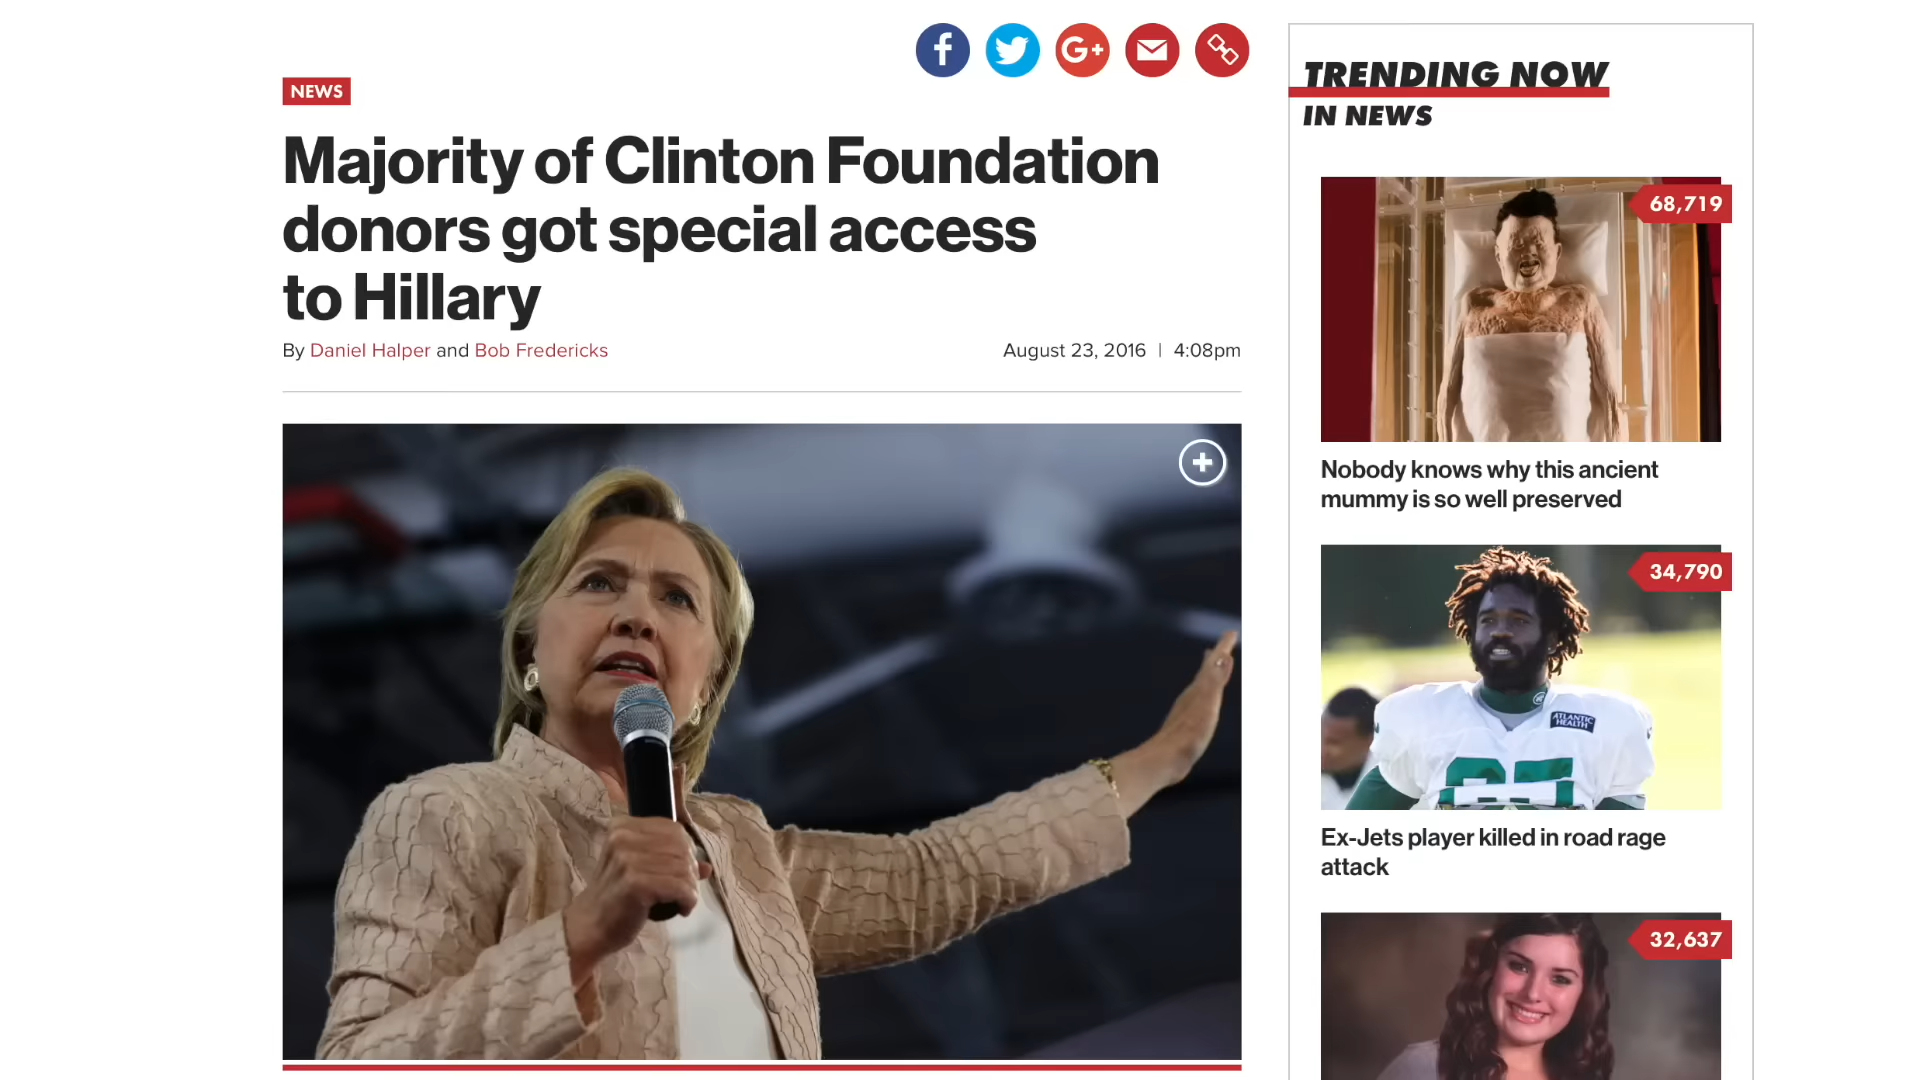 f
G+
NEWS
Majority of Clinton Foundation
donors got special access
to Hillary
By Daniel Halper and Bob Fredericks
August 23, 2016 | 4:08pm
TRENDING NOW
IN NEWS
68,719
Nobody knows why this ancient
mummy is so well preserved
34,790
ATLANTIC
HEALTH
Ex-Jets player killed in road rage
attack
32,637